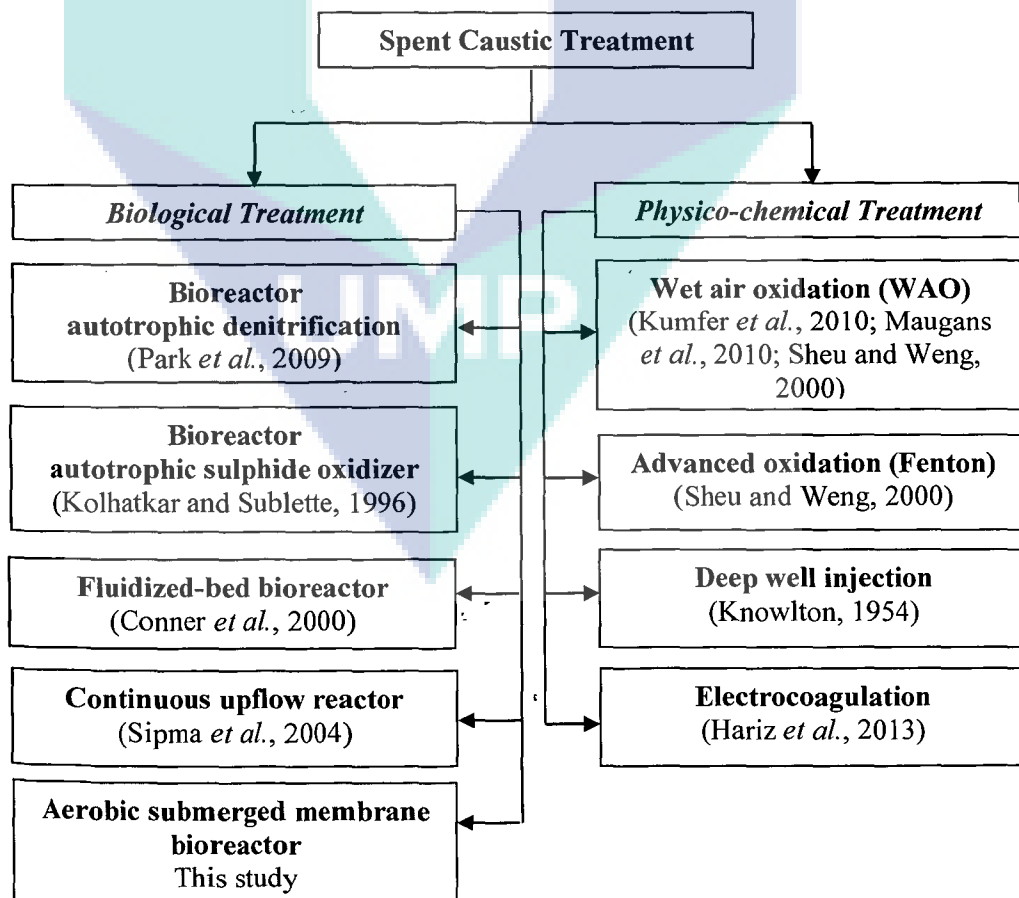 Spent Caustic Treatment
Biological Treatment
Bioreactor
autotrophic denitrification
(Park et al., 2009)
Bioreactor
autotrophic sulphide oxidizer
(Kolhatkar and Sublette, 1996)
Fluidized-bed bioreactor
(Conner et al., 2000)
Continuous upflow reactor
(Sipma et al., 2004)
Aerobic submerged membrane
bioreactor
This study
Physico-chemical Treatment
Wet air oxidation (WAO)
(Kumfer et al., 2010; Maugans
et al., 2010; Sheu and Weng,
2000)
Advanced oxidation (Fenton)
(Sheu and Weng, 2000)
Deep well injection
(Knowlton, 1954)
Electrocoagulation
(Hariz et al., 2013)
UMP